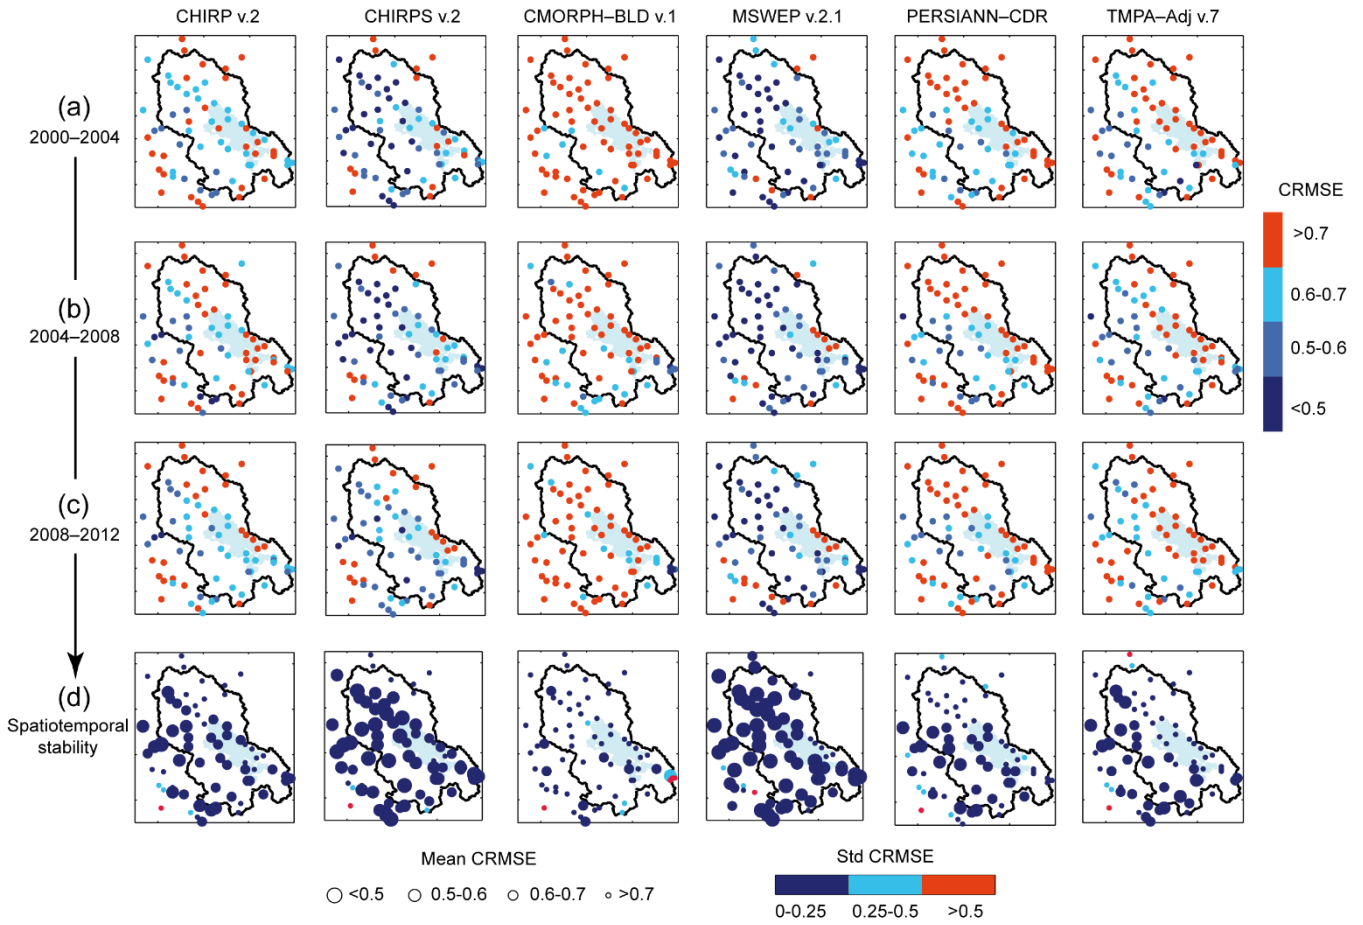 CHIRP v.2
CHIRPS v.2
CMORPH–BLD v.1
MSWEP v.2.1
PERSIANN–CDR
TMPA–Adj v.7
(a)
2000–2004
CRMSE
>0.7
0.6-0.7
0.5-0.6
<0.5
(b)
2004–2008
(c)
2008–2012
(d)
Spatiotemporal
stability
Mean CRMSE
<0.5
0.5-0.6
0.6-0.7
>0.7
Std CRMSE
0-0.25
0.25-0.5
>0.5